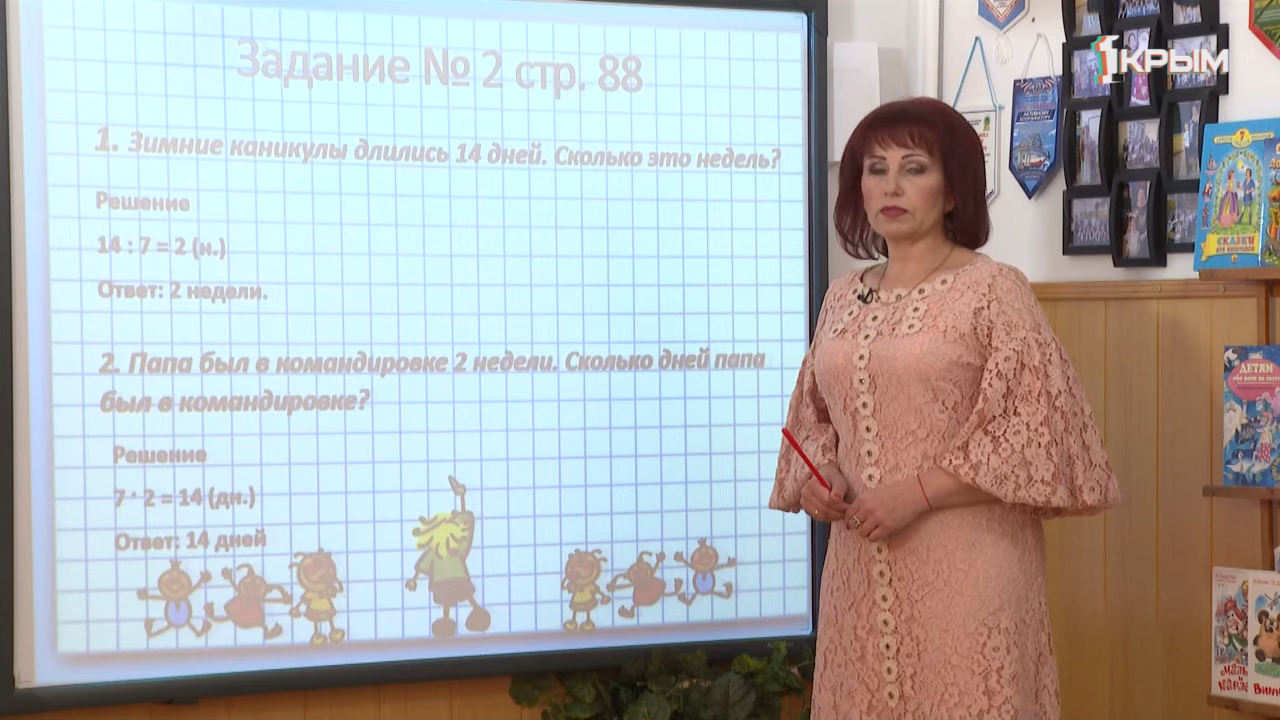 Задание № 2 стр. 88
1. Зимние каникулы длились 14 дней. Сколько это недель?
Решение
14 : 7 = 2 (н.)
Ответ: 2 недели.
2. Папа был в командировке 2 недели. Сколько дней папа
был в командировке?
Решение
7 · 2 = 14 (дн.)
Ответ: 14 дней
1КРЫМ
АКТИВНОМУ
СКАЗКИ
ДЕТЯМ